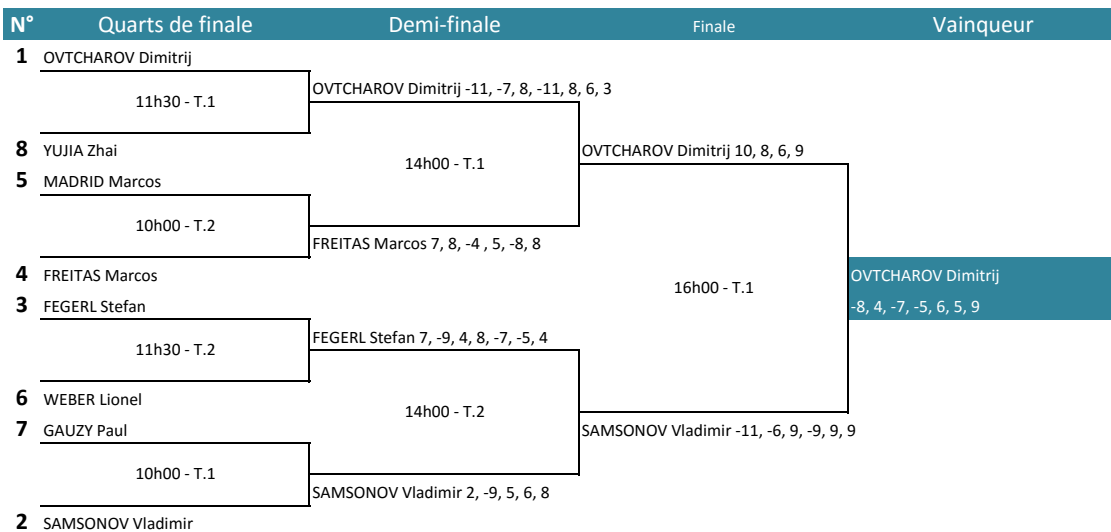 N° Quarts de finale Demi-finale Finale Vainqueur
1 OVTCHAROV Dimitrij
11h30 - T.1
OVTCHAROV Dimitrij -11, -7, 8, -11, 8, 6, 3
8 YUJIA Zhai
14h00 - T.1
OVTCHAROV Dimitrij 10, 8, 6, 9
5 MADRID Marcos
10h00 - T.2
FREITAS Marcos 7, 8, -4 , 5, -8, 8
4 FREITAS Marcos
16h00 - T.1
OVTCHAROV Dimitrij
-8, 4, -7, -5, 6, 5, 9
3 FEGERL Stefan
11h30 - T.2
FEGERL Stefan 7, -9, 4, 8, -7, -5, 4
6 WEBER Lionel
14h00 - T.2
7 GAUZY Paul
SAMSONOV Vladimir -11, -6, 9, -9, 9, 9
10h00 - T.1
SAMSONOV Vladimir 2, -9, 5, 6, 8
2 SAMSONOV Vladimir